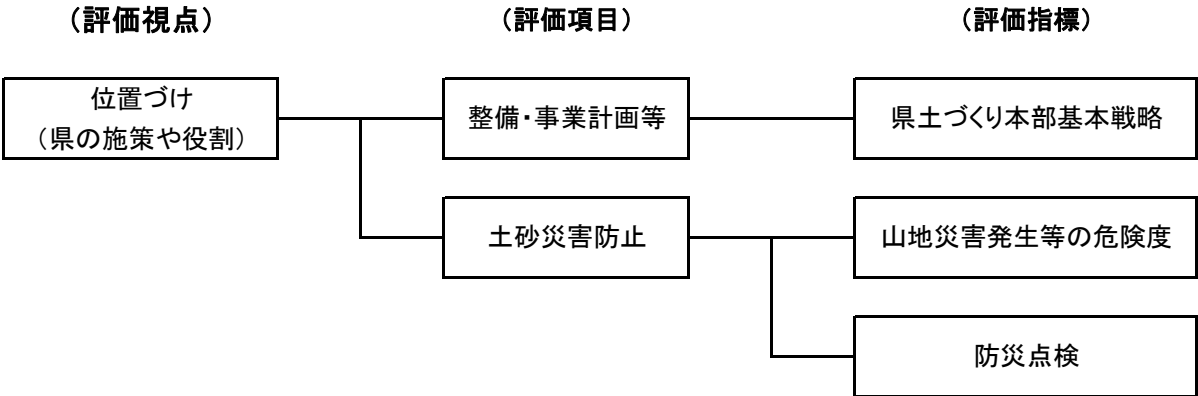 （評価視点）
（評価項目）
（評価指標）
位置づけ
（県の施策や役割）
整備・事業計画等
県土づくり本部基本戦略
土砂災害防止
山地災害発生等の危険度
防災点検